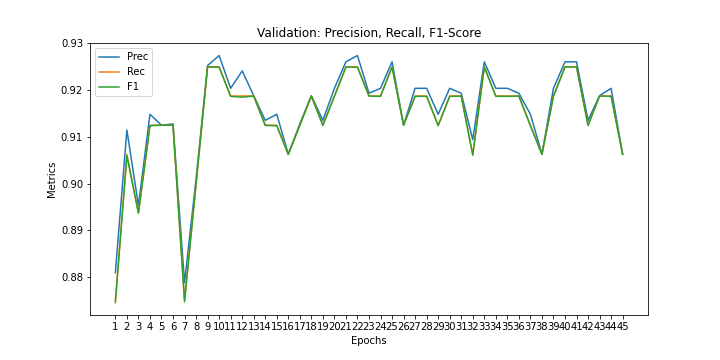 Validation: Precision, Recall, F1-Score
0.93
0.92
0.91
0.90
0.89
0.88
Metrics
Prec
Rec
F1
1 2 3 4 5 6 7 8 9 10 11 12 13 14 15 16 17 18 19 20 21 22 23 24 25 26 27 28 29 30 31 32 33 34 35 36 37 38 39 40 41 42 43 44 45
Epochs